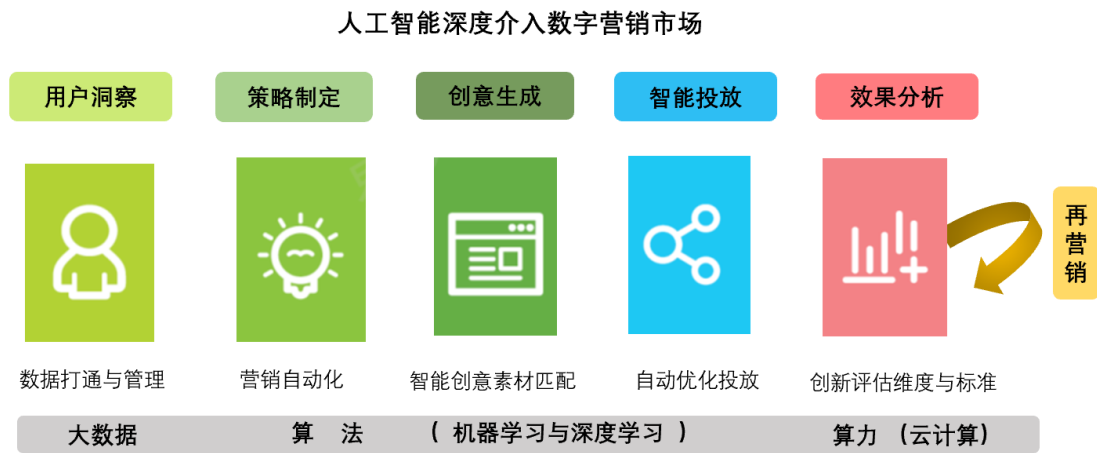 人工智能深度介入数字营销市场
用户洞察
策略制定
创意生成
智能投放
效果分析
再营销
数据打通与管理
营销自动化
智能创意素材匹配
自动优化投放
创新评估维度与标准
大数据
算 法 （ 机器学习与深度学习 ）
算力 （云计算）